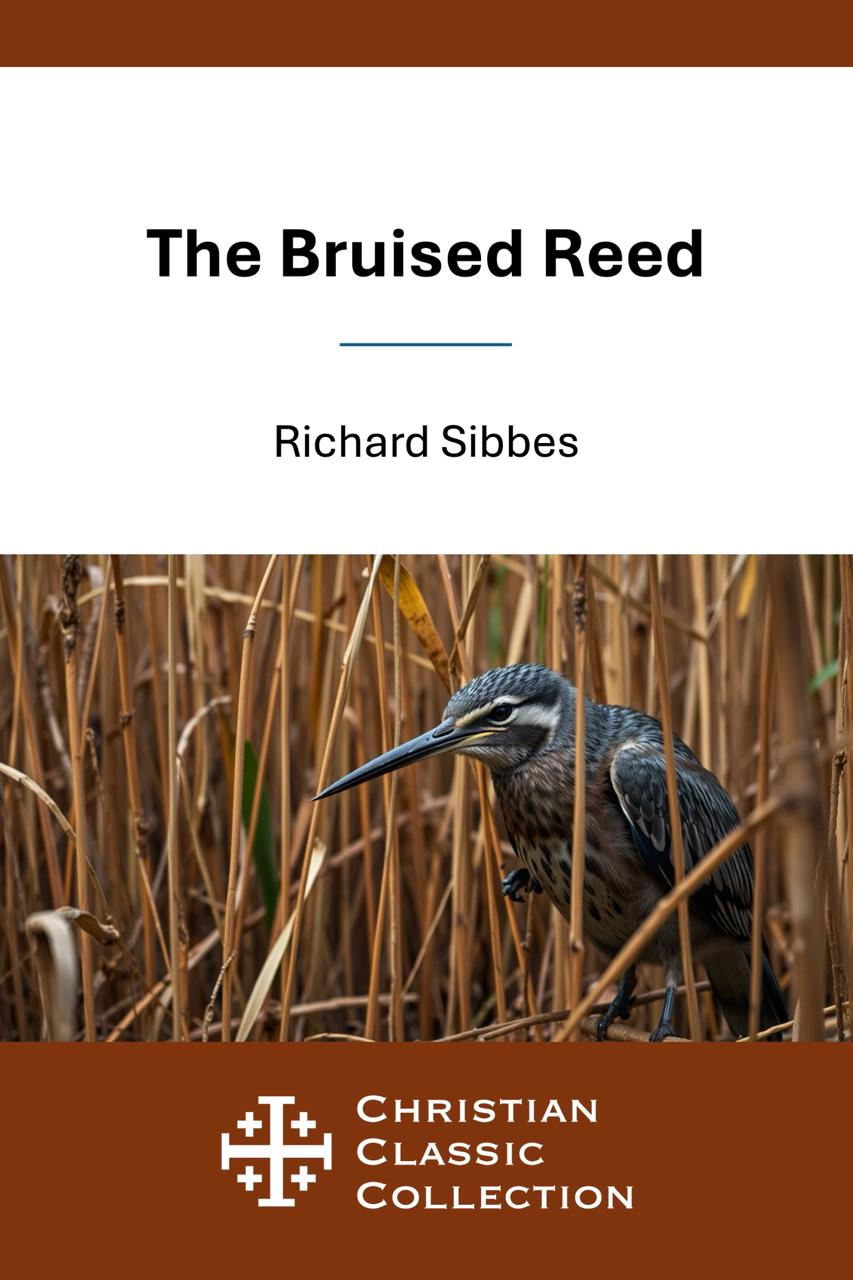 The Bruised Reed
Richard Sibbes
Christian
Classic
Collection